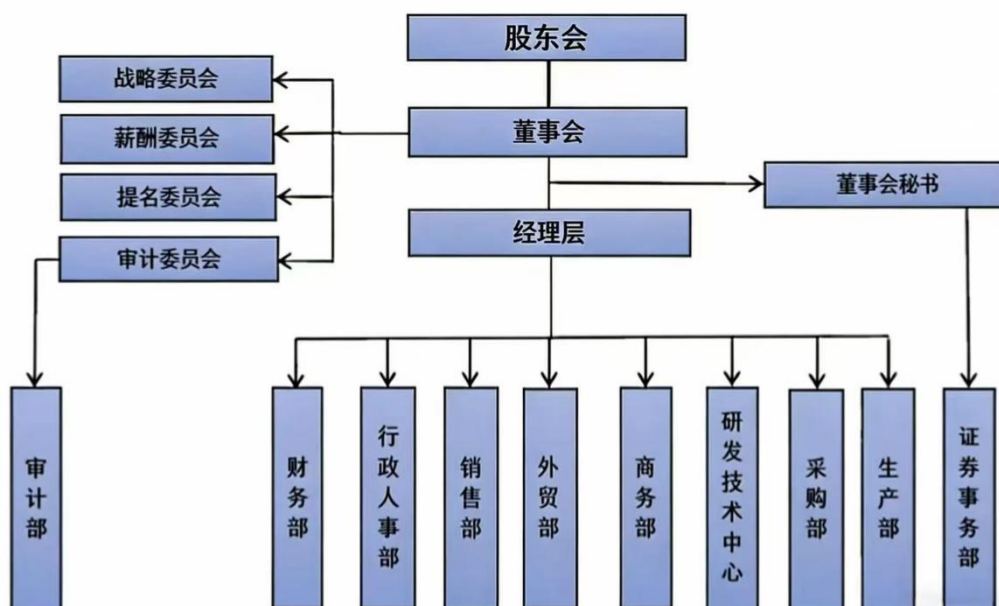 股东会
战略委员会
薪酬委员会
董事会
提名委员会
董事会秘书
经理层
审计委员会
审计部
财务部
行政人事部
销售部
外贸部
商务部
研发技术中心
采购部
生产部
证券事务部